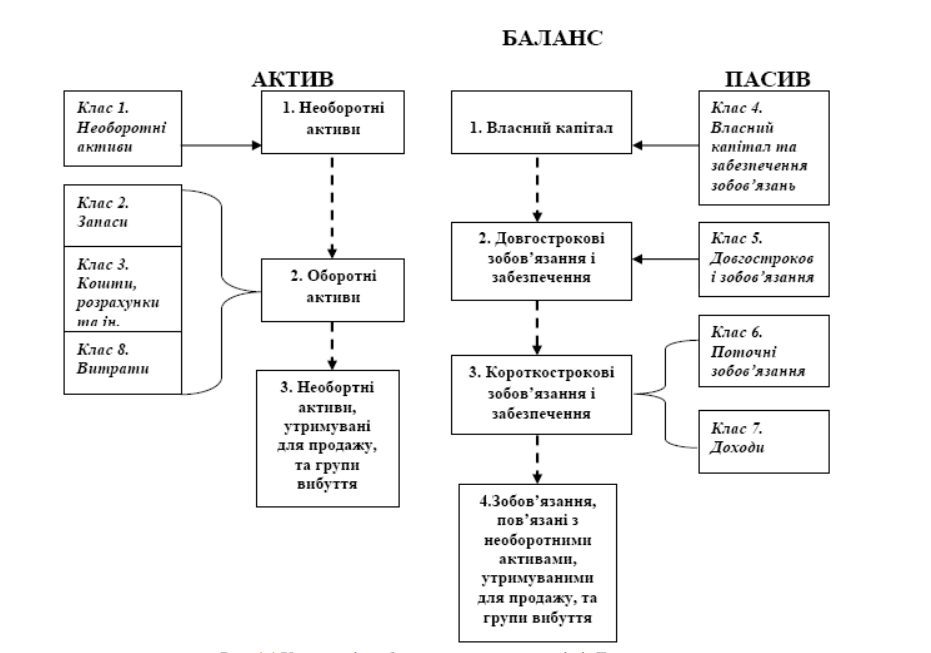 БАЛАНС
АКТИВ
ПАСИВ
Клас 1.
Необоротні
активи
1. Необоротні
активи
1. Власний капітал
Клас 4.
Власний
капітал та
забезпечення
зобов’язань
Клас 2.
Запаси
Клас 3.
Кошти,
розрахунки
та ін.
Клас 8.
Витрати
2. Оборотні
активи
2. Довгострокові
зобов’язання і
забезпечення
Клас 5.
Довгостроков
і зобов’язання
3. Необортні
активи,
утримувані
для продажу,
та групи
вибуття
3. Короткострокові
зобов’язання і
забезпечення
Клас 6.
Поточні
зобов’язання
Клас 7.
Доходи
4.Зобов’язання,
пов’язані з
необоротними
активами,
утримуваними
для продажу, та
групи вибуття